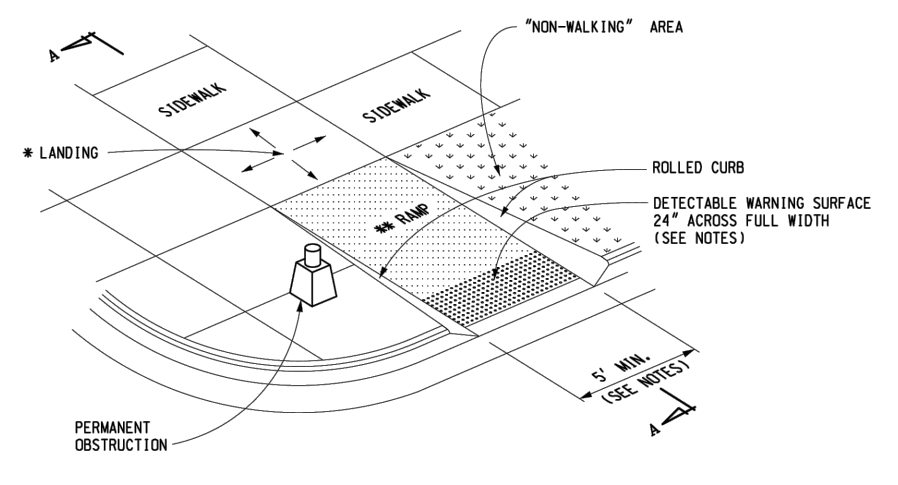 "NON-WALKING" AREA
A
SIDEWALK
SIDEWALK
* LANDING
ROLLED CURB
DETECTABLE WARNING SURFACE
24" ACROSS FULL WIDTH
(SEE NOTES)
** RAMP
5' MIN.
(SEE NOTES)
A
PERMANENT
OBSTRUCTION